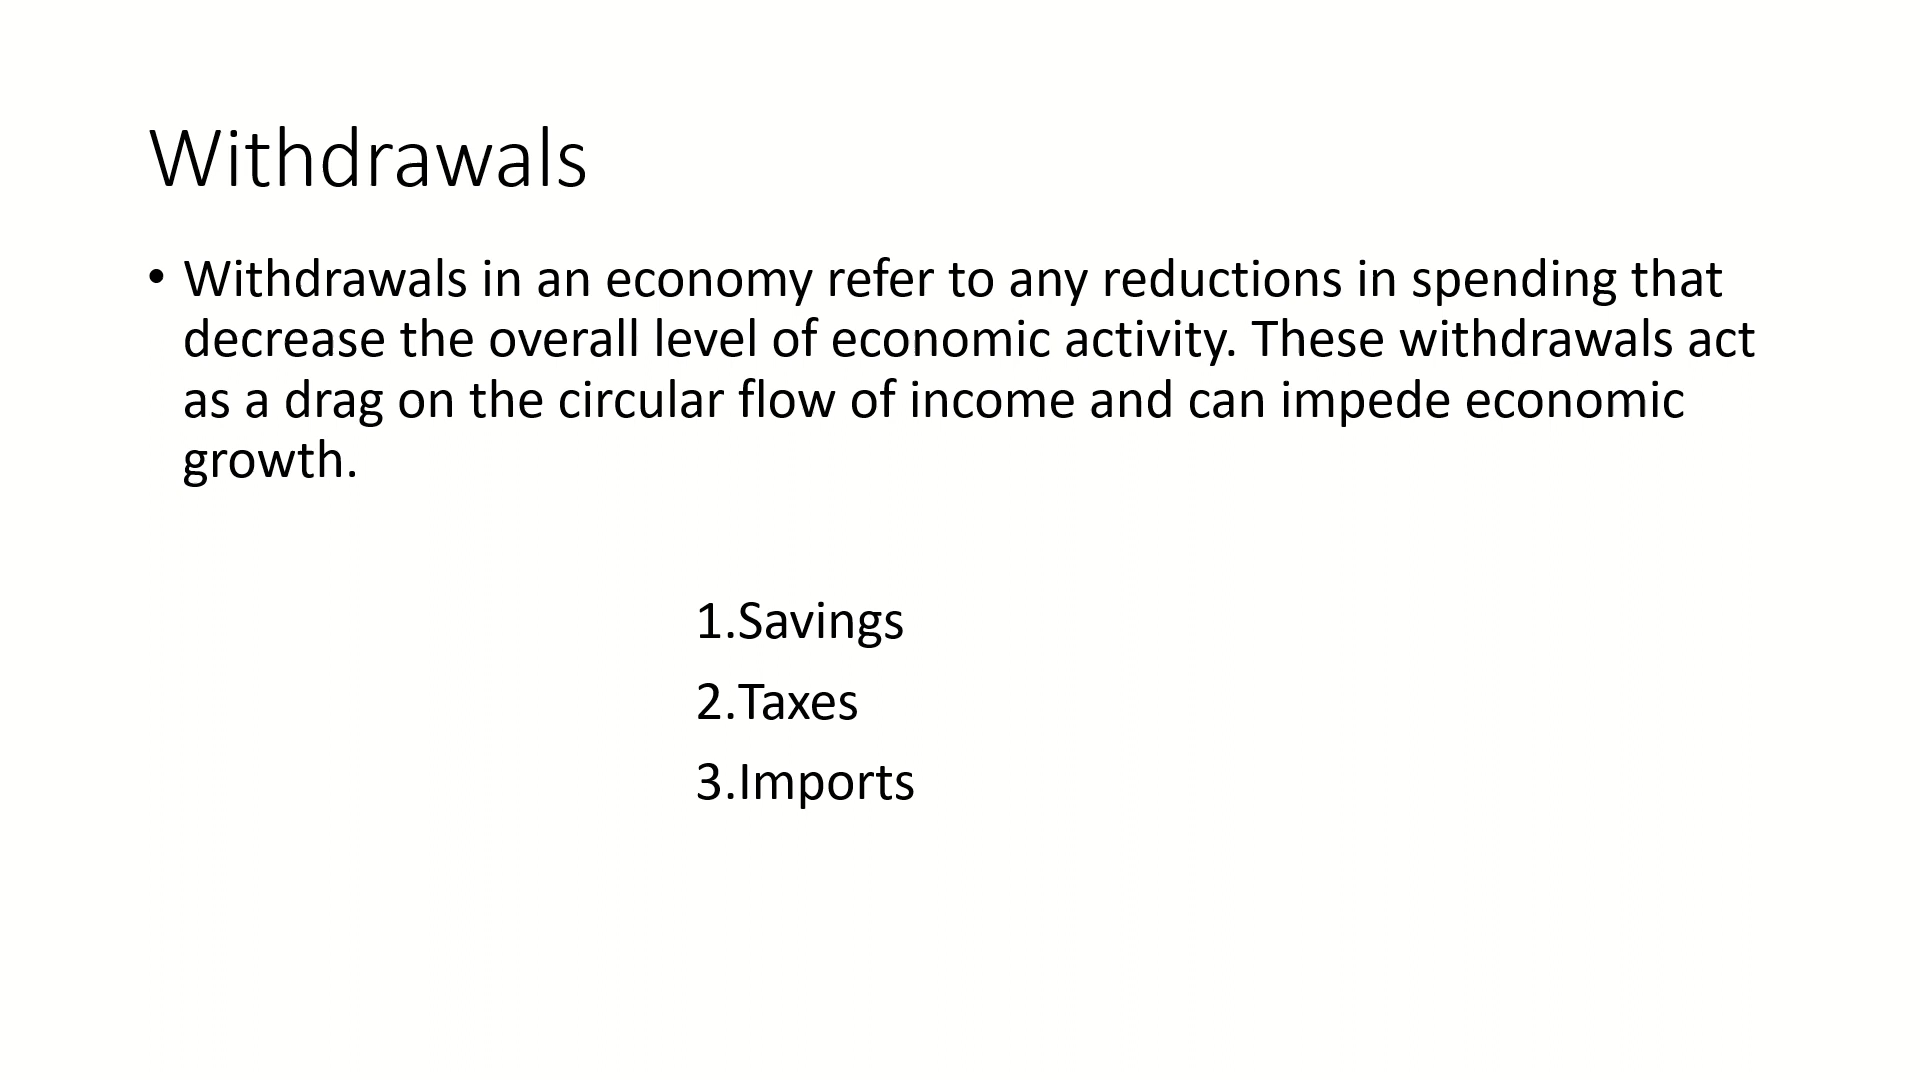 Withdrawals
• Withdrawals in an economy refer to any reductions in spending that
decrease the overall level of economic activity. These withdrawals act
as a drag on the circular flow of income and can impede economic
growth.
1.Savings
2.Taxes
3.Imports